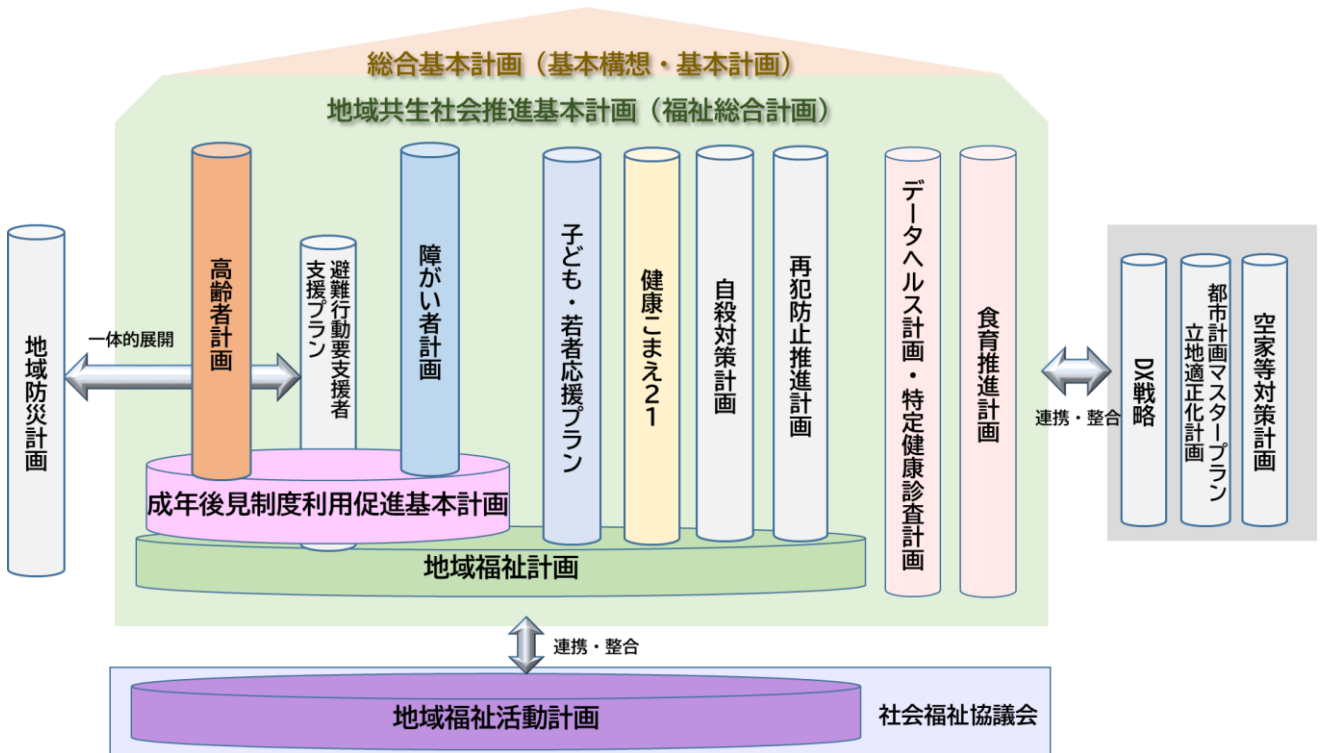 総合基本計画（基本構想・基本計画）
地域共生社会推進基本計画（福祉総合計画）
地域防災計画
一体的展開
高齢者計画
避難行動要支援者
支援プラン
障がい者計画
子ども・若者応援プラン
健康こまえ２１
自殺対策計画
再犯防止推進計画
データヘルス計画・特定健康診査計画
食育推進計画
連携・整合
DX戦略
都市計画マスタープラン
立地適正化計画
空家等対策計画
成年後見制度利用促進基本計画
地域福祉計画
連携・整合
地域福祉活動計画
社会福祉協議会